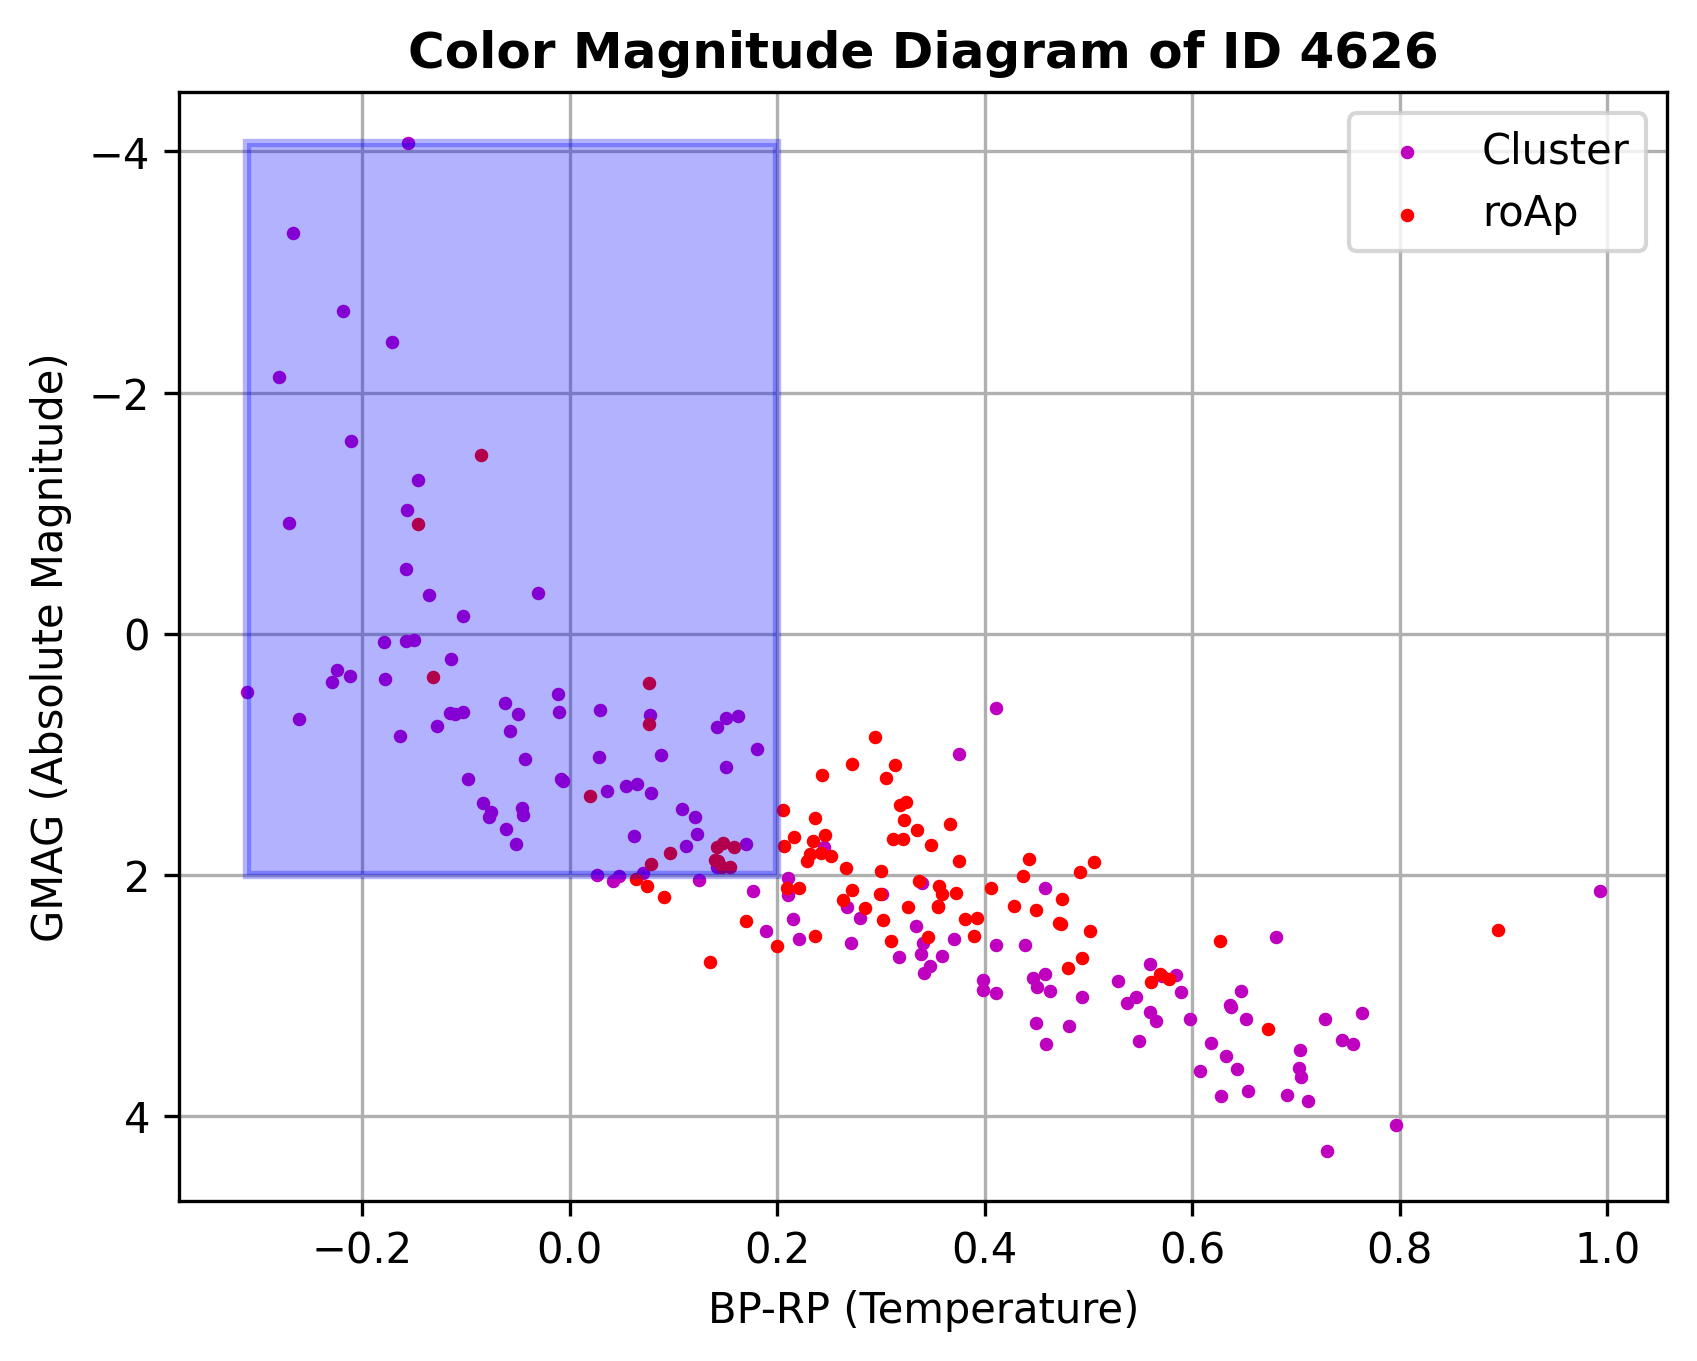 Color Magnitude Diagram of ID 4626
Cluster
roAp
GMAG (Absolute Magnitude)
−4
−2
0
2
4
−0.2 0.0 0.2 0.4 0.6 0.8 1.0
BP-RP (Temperature)